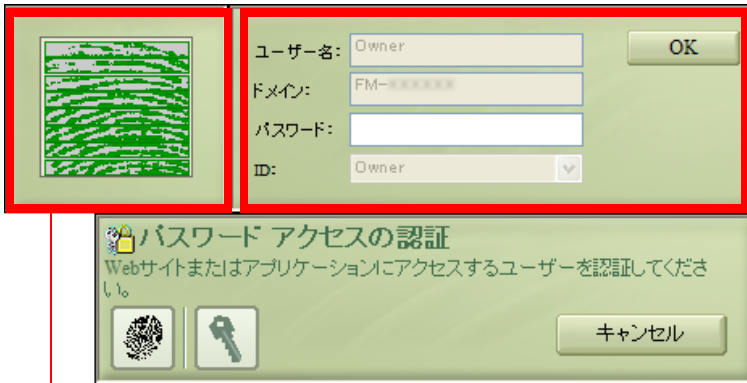 ユーザー名: Owner
OK
ドメイン: FM-
パスワード:
ID: Owner
パスワード アクセスの認証
Webサイトまたはアプリケーションにアクセスするユーザーを認証してくださ
い。
キャンセル